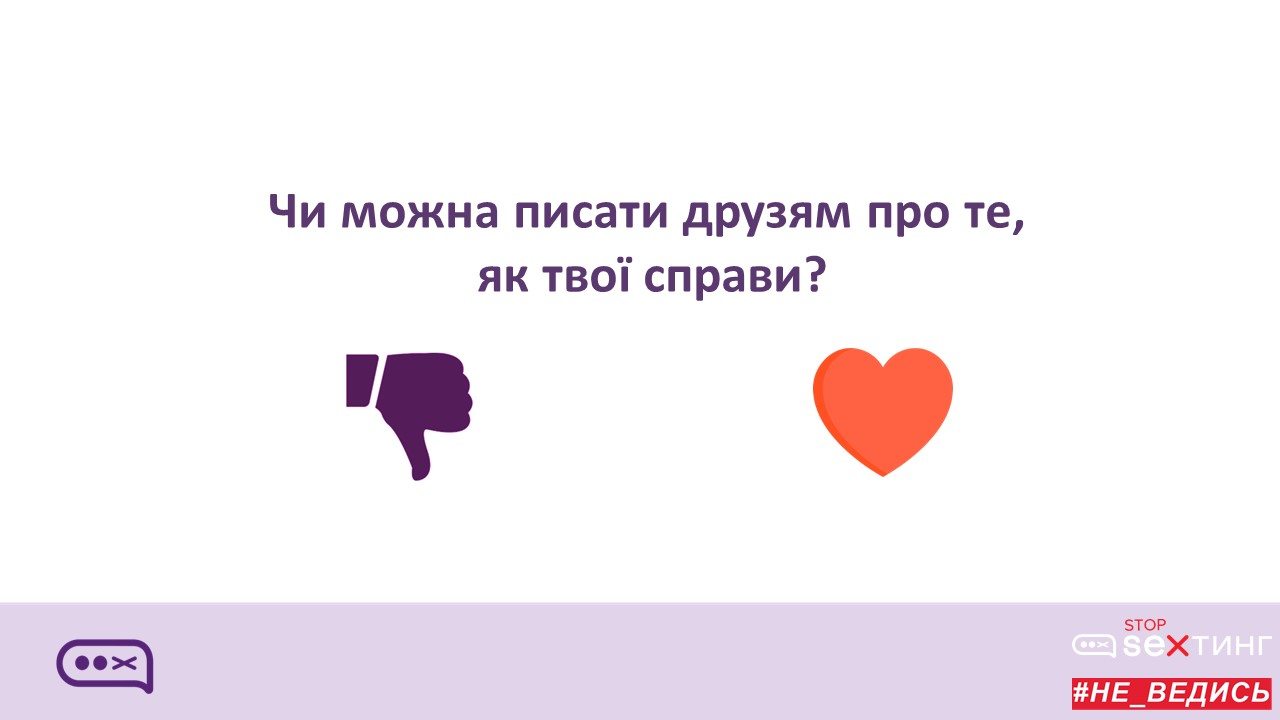 Чи можна писати друзям про те,
як твої справи?
STOP
sexтинг
#НЕ_ВЕДИСЬ